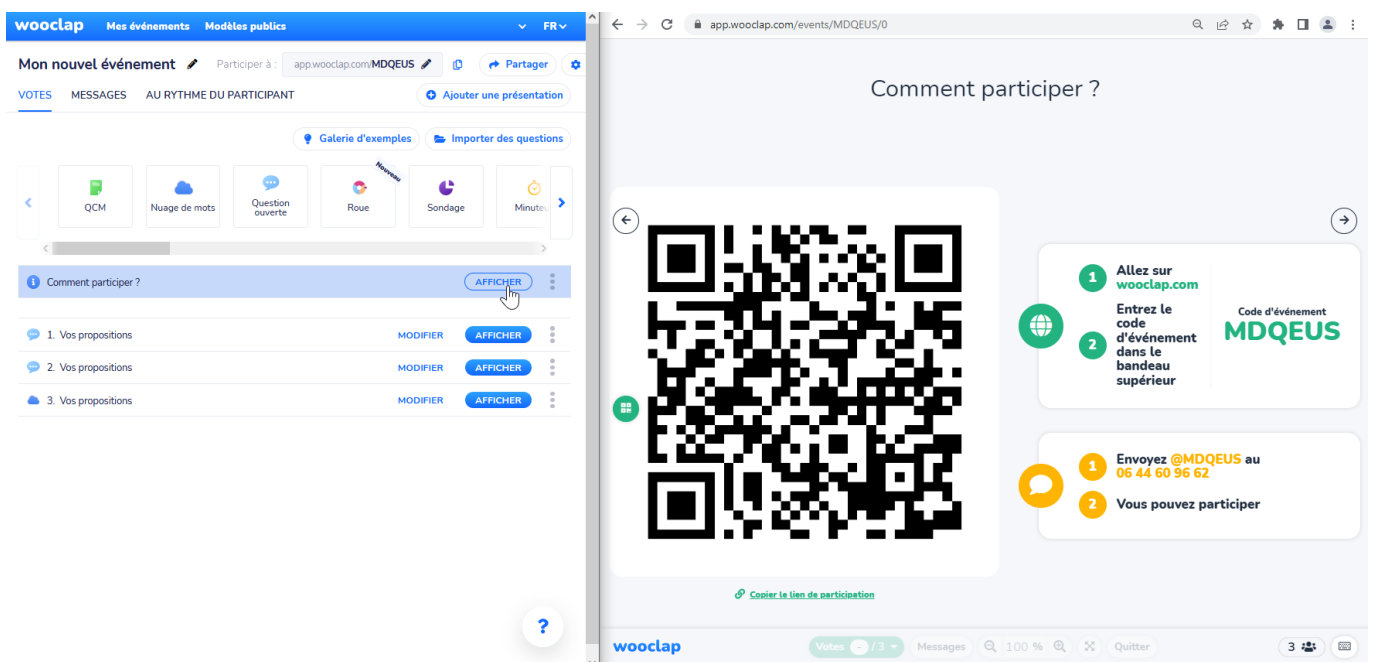 wooclap Mes événements Modèles publics FR
Mon nouvel événement Participer à : app.wooclap.com/MDQEUS Partager
VOTES MESSAGES AU RYTHME DU PARTICIPANT Ajouter une présentation
Galerie d'exemples Importer des questions
Nouveau
QCM
Nuage de mots
Question
ouverte
Roue
Sondage
Comment participer ? AFFICHER
1. Vos propositions MODIFIER AFFICHER
2. Vos propositions MODIFIER AFFICHER
3. Vos propositions MODIFIER AFFICHER
?
app.wooclap.com/events/MDQEUS/0
Comment participer ?
1 Allez sur
wooclap.com
2 Entrez le
code
d'événement
dans le
bandeau
supérieur
Code d'événement
MDQEUS
1 Envoyez @MDQEUS au
06 44 60 96 62
2 Vous pouvez participer
Copier le lien de participation
wooclap Votes - / 3 Messages 100 % Quitter 3